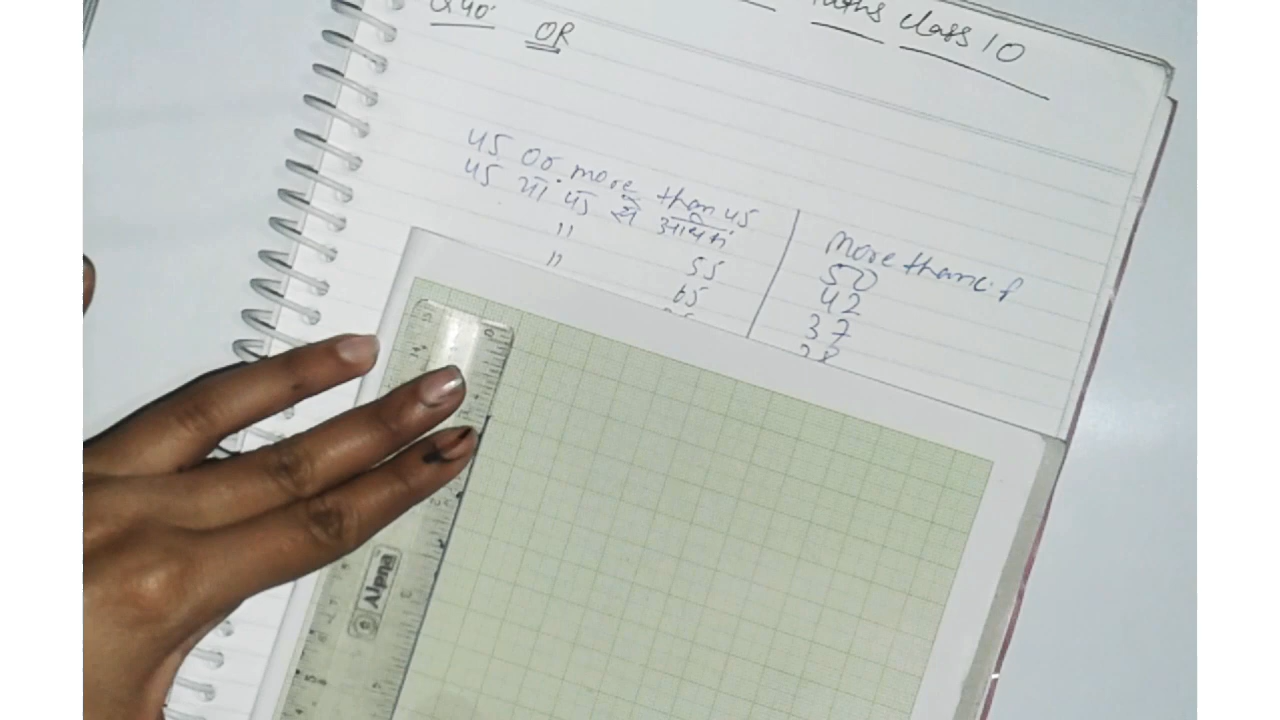 Q40.
OR
Maths class 10
45 Or more than 45
45 या 45 से अधिक
" 55
" 65
More than c.f
50
42
37
28
Alpna